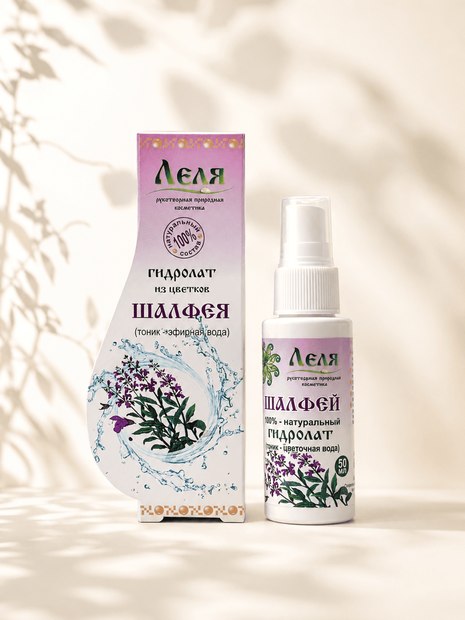 Леля
рукотворная природная
косметика
натуральный
100%
состав
гидролат
из цветков
шалфея
(тоник - эфирная вода)
Леля
рукотворная природная
косметика
шалфей
100% - натуральный
гидролат
(тоник - цветочная вода)
50
МЛ